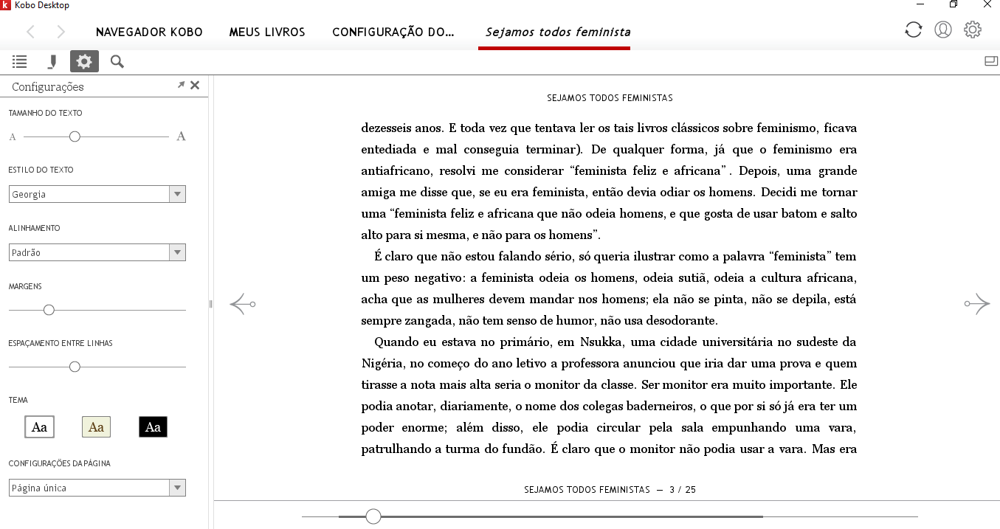 k Kobo Desktop
NAVEGADOR KOBO MEUS LIVROS CONFIGURAÇÃO DO... Sejamos todos feminista
Configurações
TAMANHO DO TEXTO
A A
ESTILO DO TEXTO
Georgia
ALINHAMENTO
Padrão
MARGENS
ESPAÇAMENTO ENTRE LINHAS
TEMA
Aa Aa Aa
CONFIGURAÇÕES DA PÁGINA
Página única
SEJAMOS TODOS FEMINISTAS
dezesseis anos. E toda vez que tentava ler os tais livros clássicos sobre feminismo, ficava
entediada e mal conseguia terminar). De qualquer forma, já que o feminismo era
antiafricano, resolvi me considerar “feminista feliz e africana” . Depois, uma grande
amiga me disse que, se eu era feminista, então devia odiar os homens. Decidi me tornar
uma “feminista feliz e africana que não odeia homens, e que gosta de usar batom e salto
alto para si mesma, e não para os homens”.
É claro que não estou falando sério, só queria ilustrar como a palavra “feminista” tem
um peso negativo: a feminista odeia os homens, odeia sutiã, odeia a cultura africana,
acha que as mulheres devem mandar nos homens; ela não se pinta, não se depila, está
sempre zangada, não tem senso de humor, não usa desodorante.
Quando eu estava no primário, em Nsukka, uma cidade universitária no sudeste da
Nigéria, no começo do ano letivo a professora anunciou que iria dar uma prova e quem
tirasse a nota mais alta seria o monitor da classe. Ser monitor era muito importante. Ele
podia anotar, diariamente, o nome dos colegas baderneiros, o que por si só já era ter um
poder enorme; além disso, ele podia circular pela sala empunhando uma vara,
patrulhando a turma do fundão. É claro que o monitor não podia usar a vara. Mas era
SEJAMOS TODOS FEMINISTAS — 3 / 25